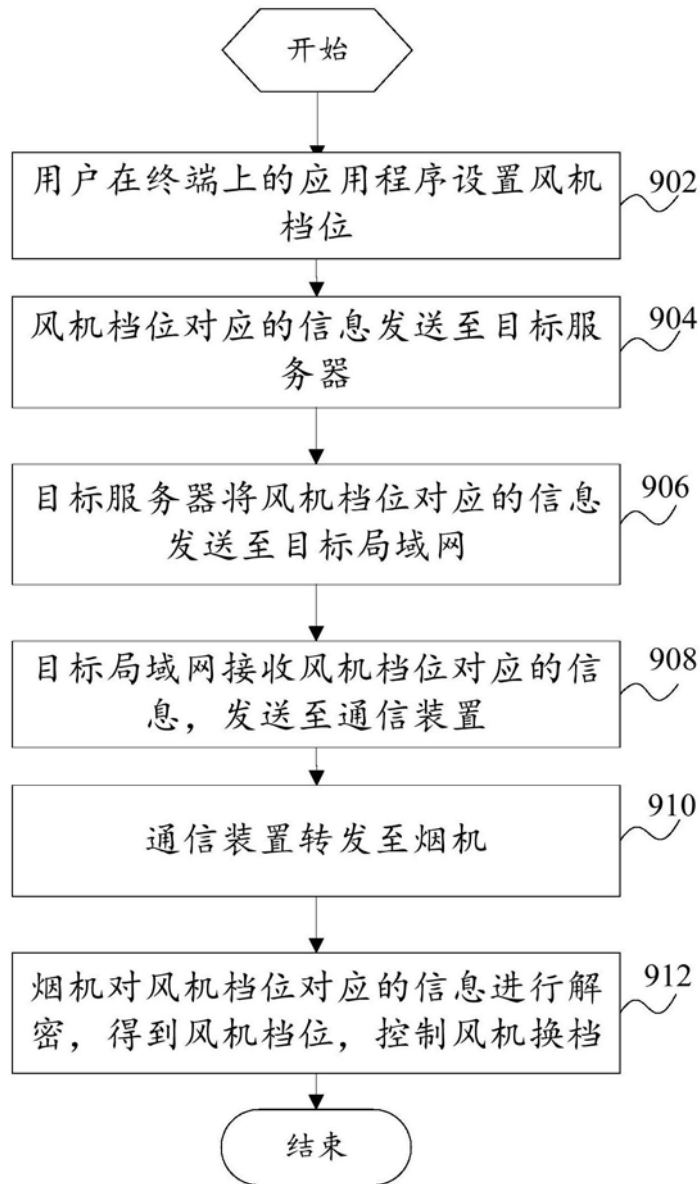 开始
用户在终端上的应用程序设置风机
档位
902
风机档位对应的信息发送至目标服
务器
904
目标服务器将风机档位对应的信息
发送至目标局域网
906
目标局域网接收风机档位对应的信
息，发送至通信装置
908
通信装置转发至烟机
910
烟机对风机档位对应的信息进行解
密，得到风机档位，控制风机换档
912
结束